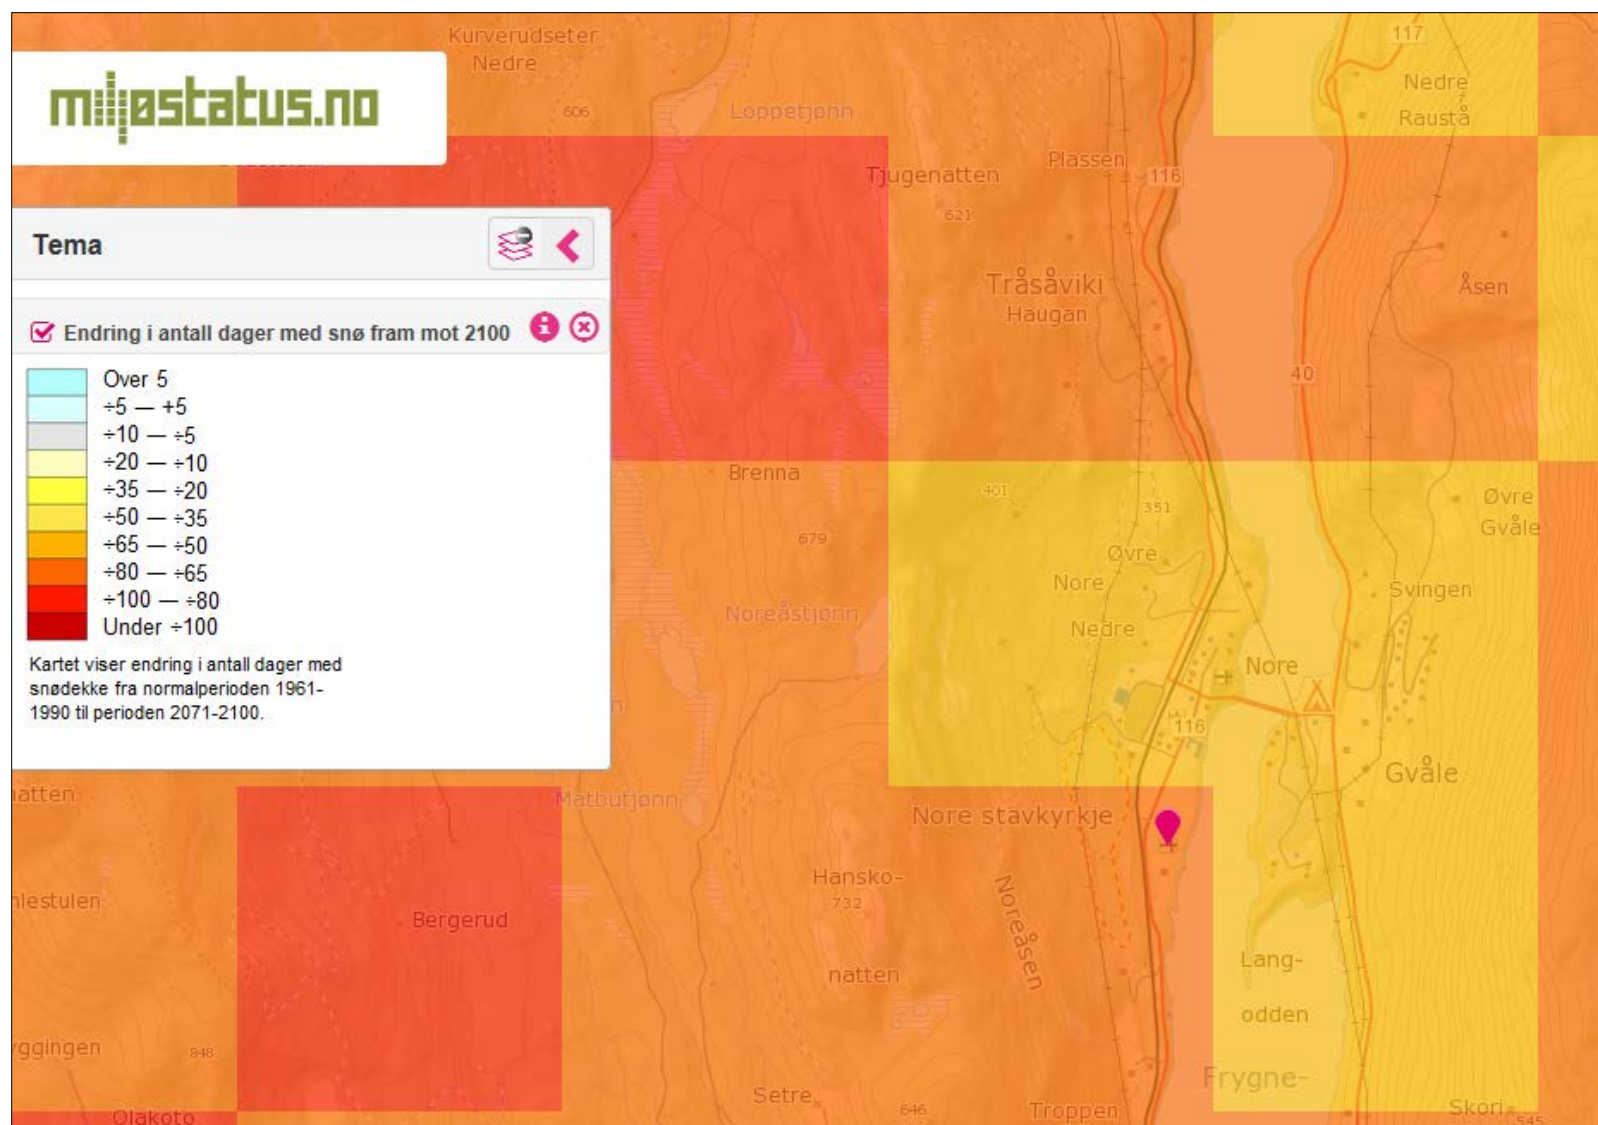 miljøstatus.no
Tema
Endring i antall dager med snø fram mot 2100
Over 5
÷5 — +5
÷10 — ÷5
÷20 — ÷10
÷35 — ÷20
÷50 — ÷35
÷65 — ÷50
÷80 — ÷65
÷100 — ÷80
Under ÷100
Kartet viser endring i antall dager med
snødekke fra normalperioden 1961-
1990 til perioden 2071-2100.
Kurverudseter
Nedre
606
Loppetjønn
117
Nedre
Raustå
Tjugenatten
621
Plassen
116
Tråsåviki
Haugan
Åsen
40
Brenna
679
401
351
Øvre
Gvåle
Øvre
Nore
Nedre
Svingen
Noreåstjønn
Nore
116
Gvåle
Matbutjønn
Nore stavkyrkje
Hansko-
732
natten
Noreåsen
Bergerud
Lang-
odden
Frygne-
848
Olakoto
Setre
646
Troppen
Skori
545